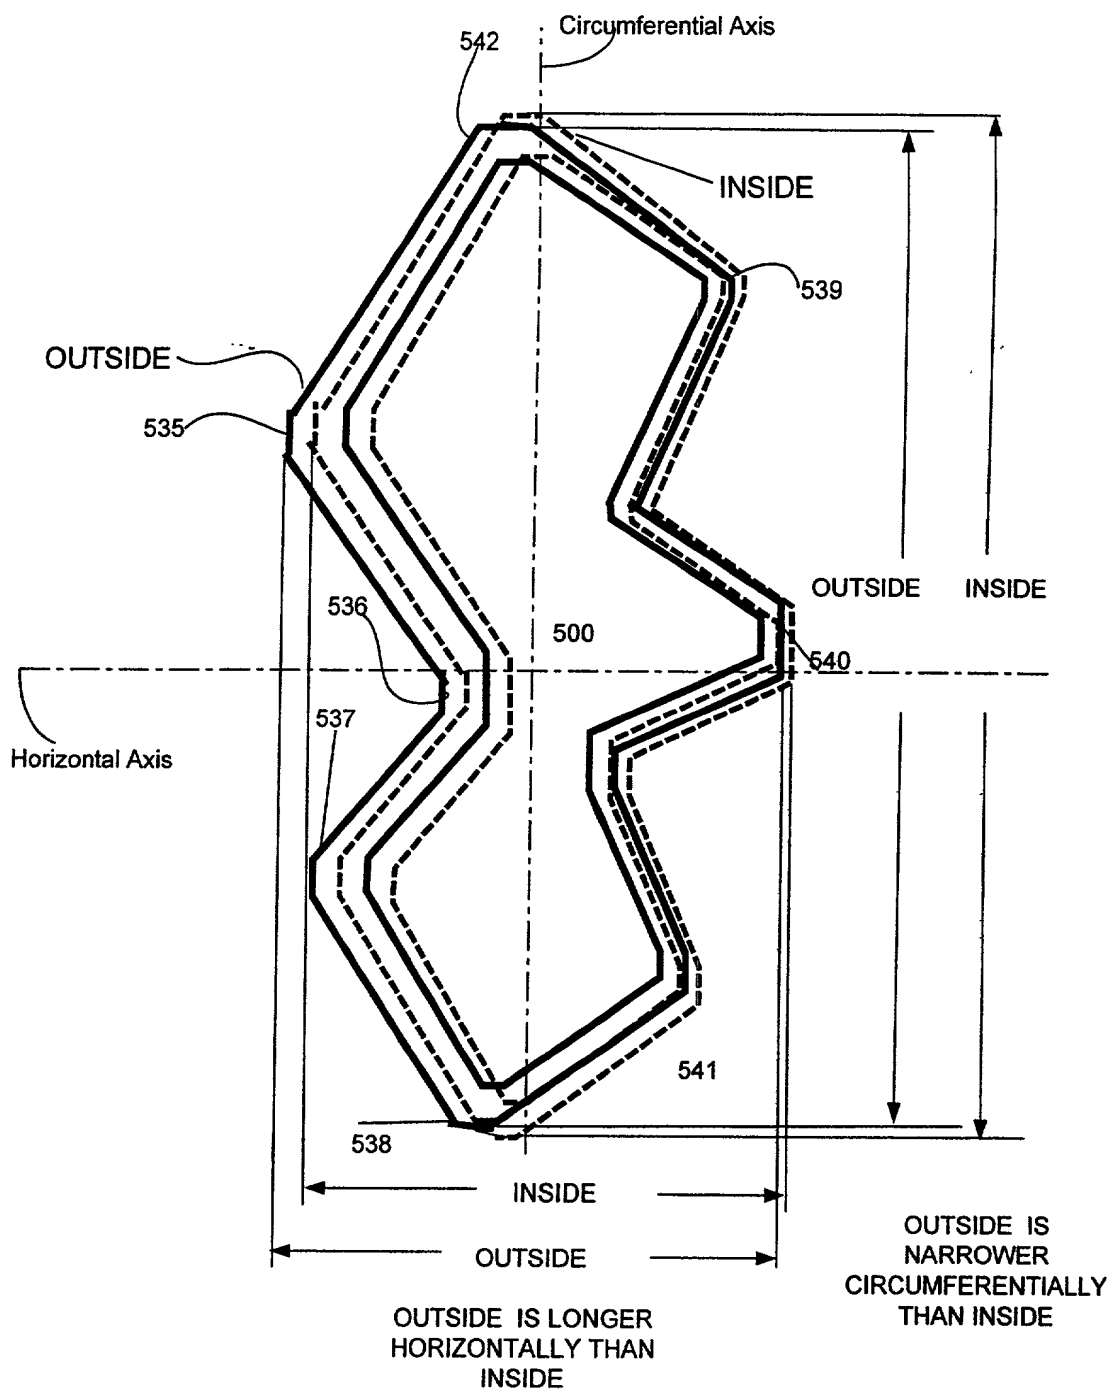 Circumferential Axis
542
INSIDE
539
OUTSIDE
535
OUTSIDE
INSIDE
536
500
540
537
Horizontal Axis
541
538
INSIDE
OUTSIDE
OUTSIDE IS
NARROWER
CIRCUMFERENTIALLY
THAN INSIDE
OUTSIDE IS LONGER
HORIZONTALLY THAN
INSIDE